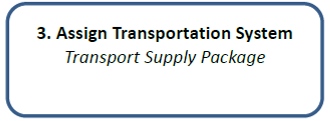 3. Assign Transportation System
Transport Supply Package